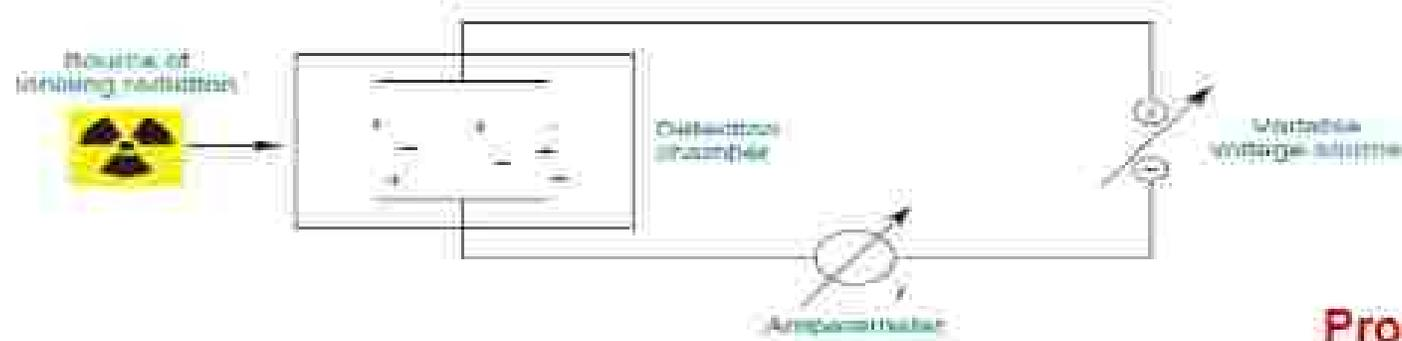 Source of
ionising radiation
Detection
chamber
Variable
voltage source
Amperemeter
Pro